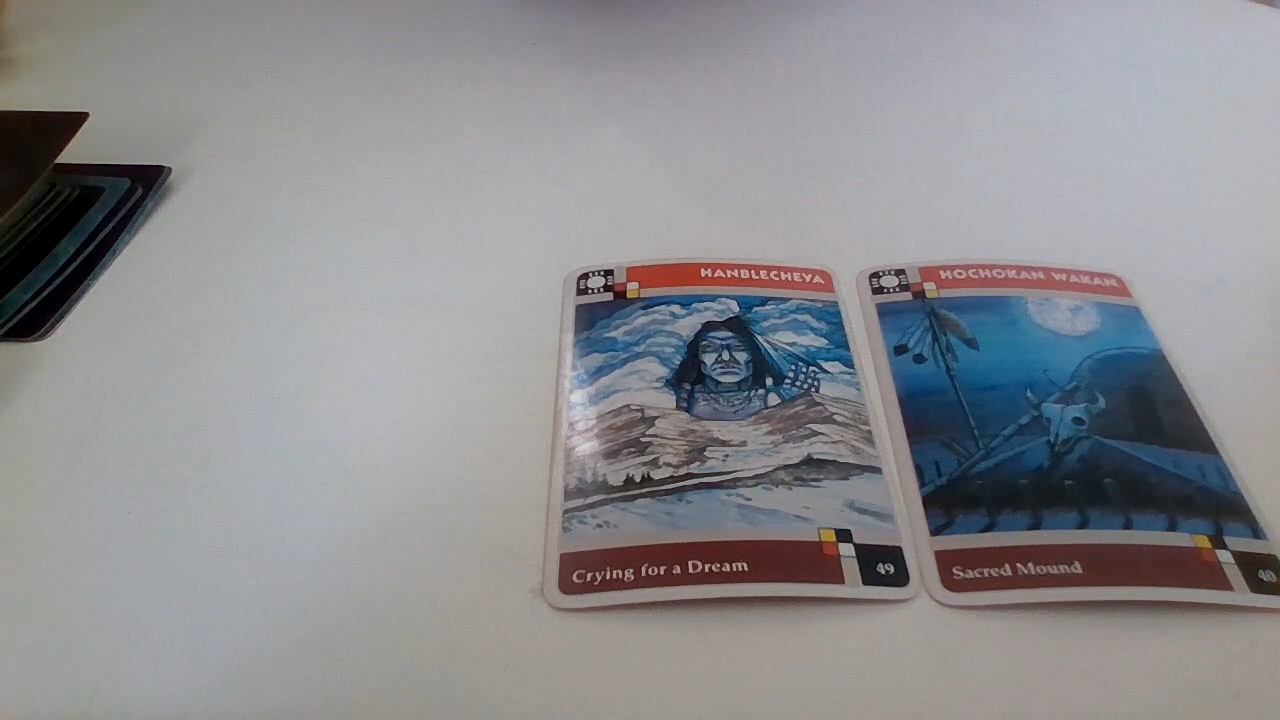 HANBLECHEYA
Crying for a Dream
49
HOCHOKAN WAKAN
Sacred Mound
40